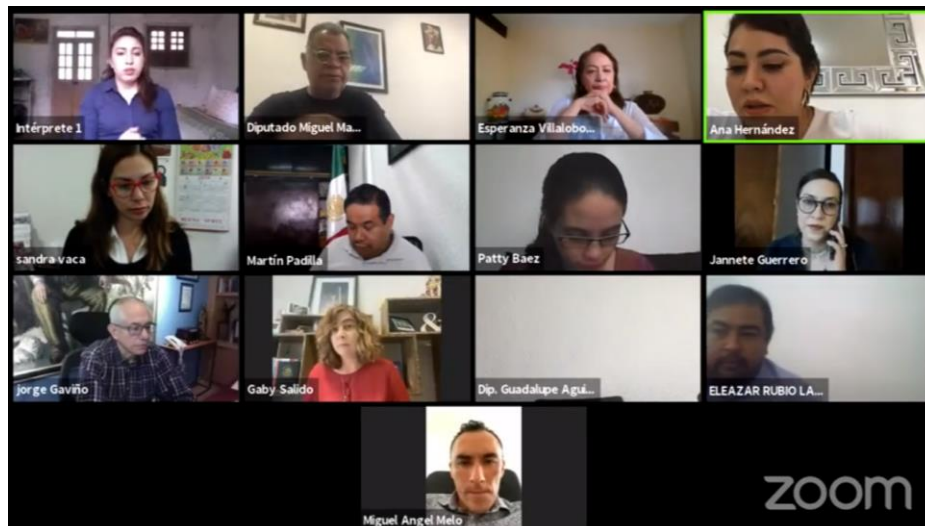 Intérprete 1
Diputado Miguel Ma...
Esperanza Villalobo...
Ana Hernández
sandra vaca
Martín Padilla
Patty Baez
Jannete Guerrero
jorge Gaviño
Gaby Salido
Dip. Guadalupe Agui...
ELEAZAR RUBIO LA...
Miguel Angel Melo
zoom